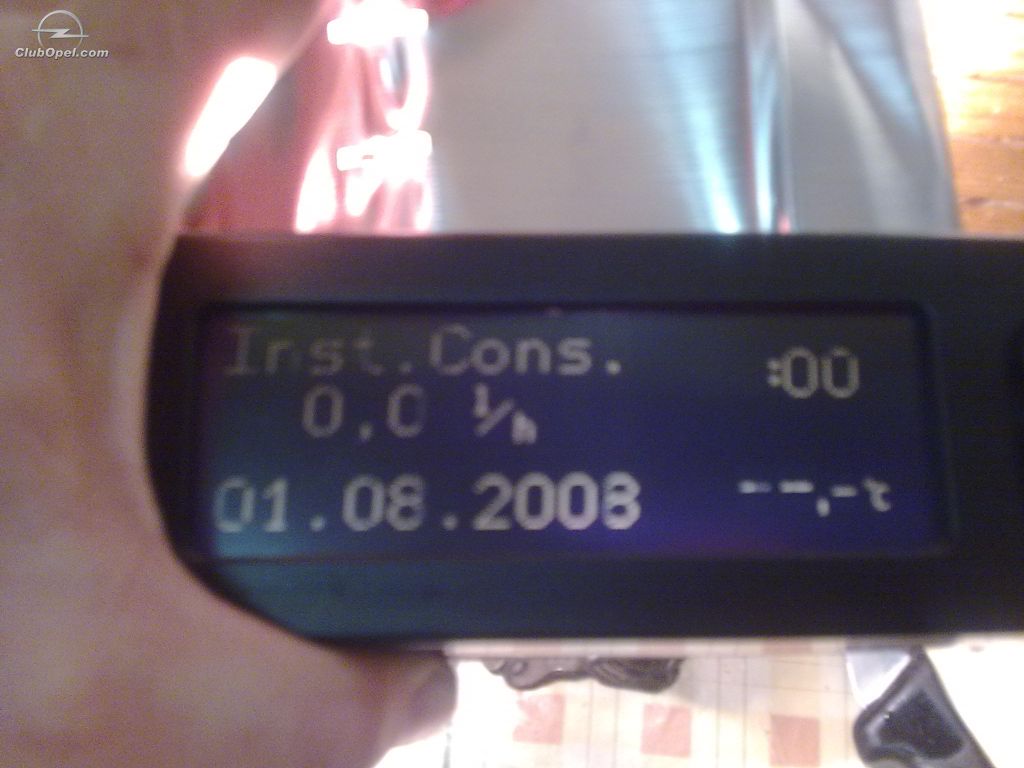 ClubOpel.com
Inst.Cons.
:00
0,0 l/h
01.08.2008
--,-°C